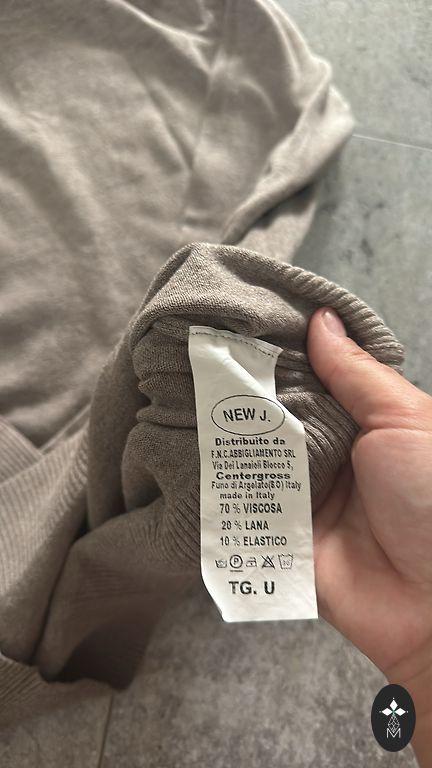 NEW J.
Distribuito da
F.N.C.ABBIGLIAMENTO SRL
Via Dei Lanaioli Blocco 5,
Centergross
Funo di Argelato(BO) Italy
made in Italy
70 % VISCOSA
20 % LANA
10 % ELASTICO
P 30
TG. U
M